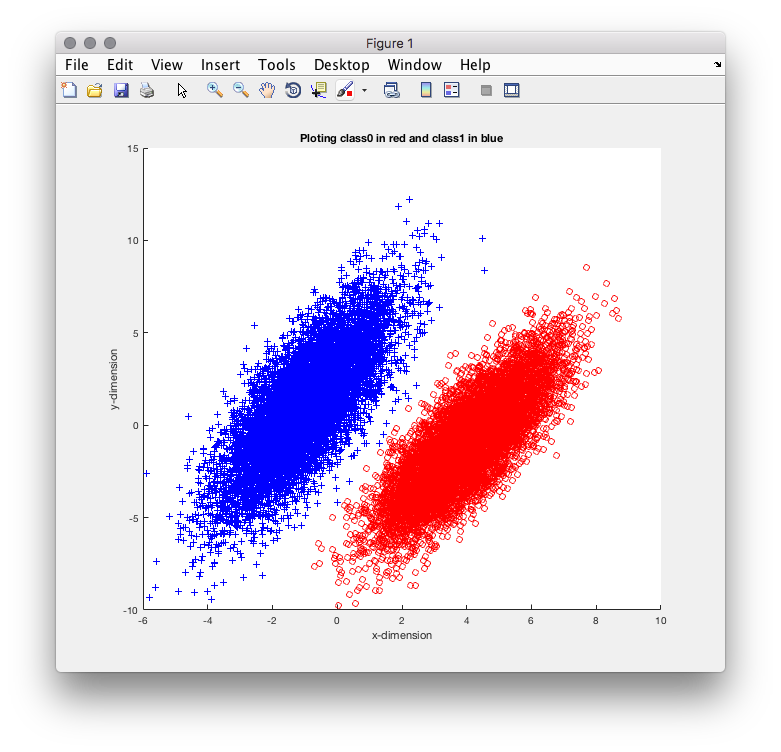 Figure 1
File Edit View Insert Tools Desktop Window Help
Ploting class0 in red and class1 in blue
15
10
5
0
-5
-10
y-dimension
-6 -4 -2 0 2 4 6 8 10
x-dimension